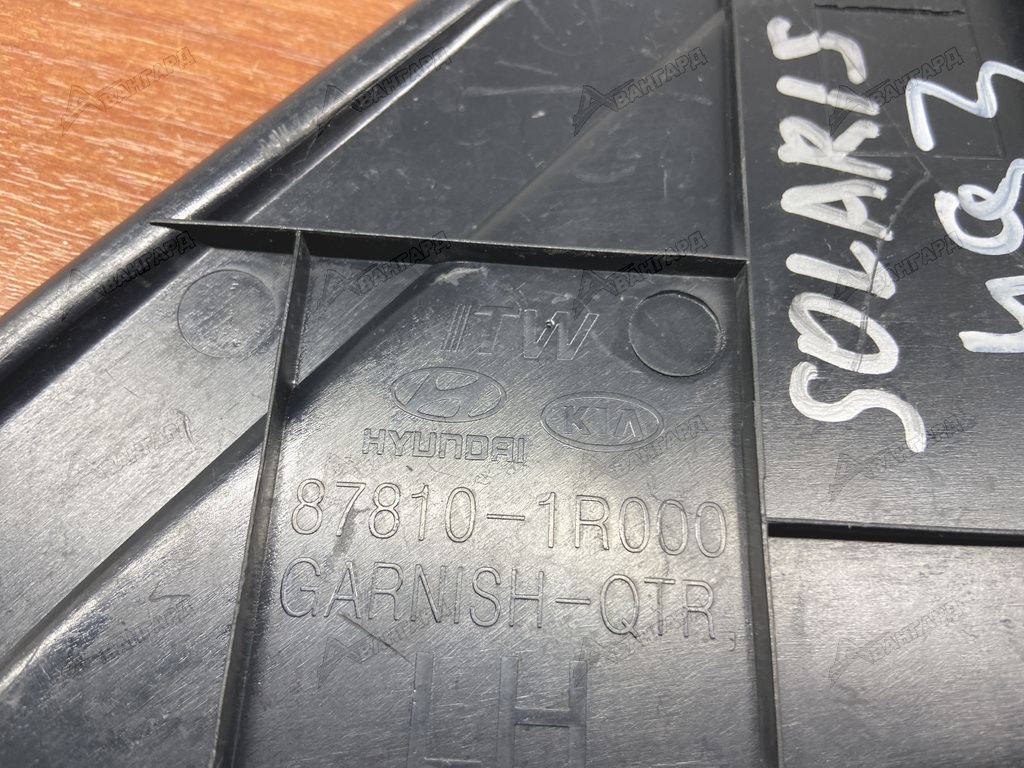 ITW
HYUNDAI
KIA
87810-1R000
GARNISH-QTR,
LH
SOLARIS
АВАНГАРД